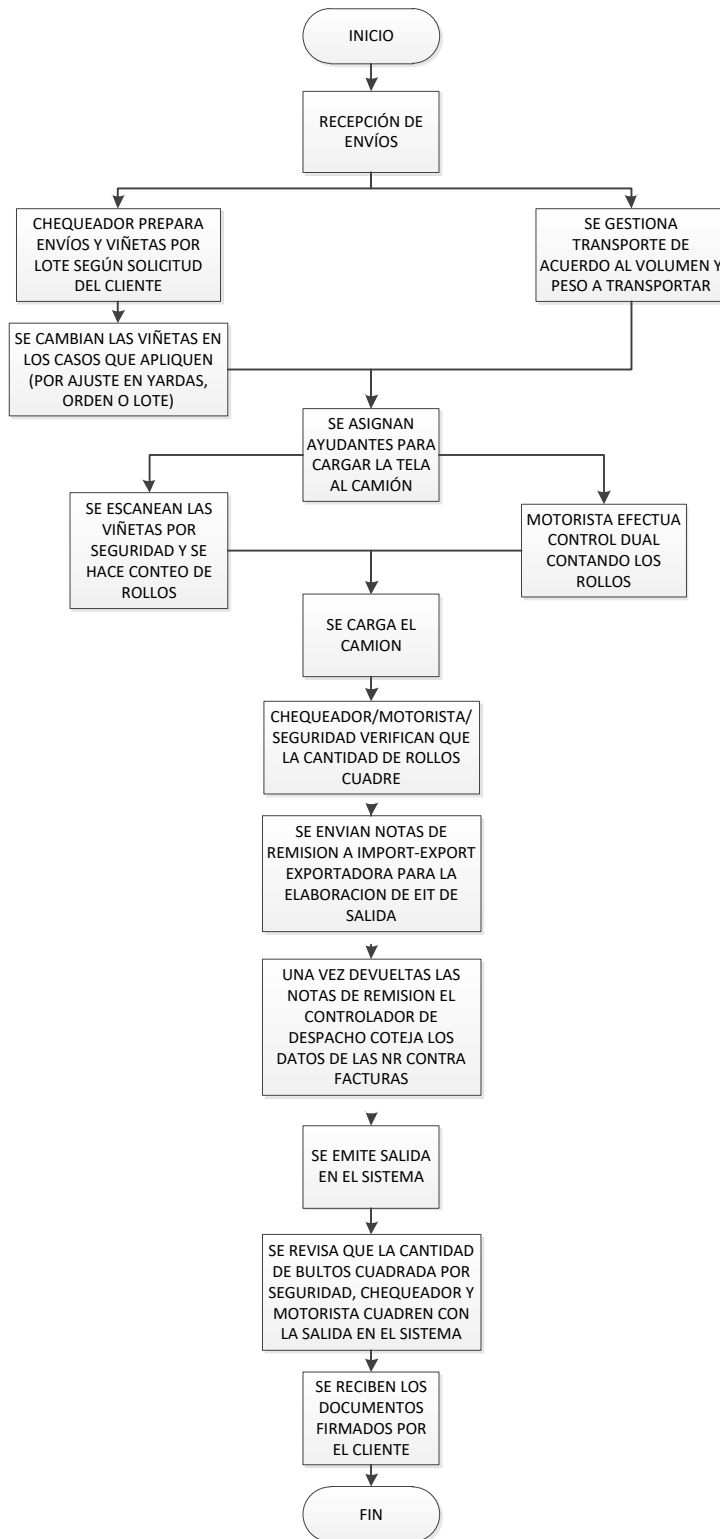 INICIO
RECEPCIÓN DE
ENVÍOS
CHEQUEADOR PREPARA
ENVÍOS Y VIÑETAS POR
LOTE SEGÚN SOLICITUD
DEL CLIENTE
SE GESTIONA
TRANSPORTE DE
ACUERDO AL VOLUMEN Y
PESO A TRANSPORTAR
SE CAMBIAN LAS VIÑETAS EN
LOS CASOS QUE APLIQUEN
(POR AJUSTE EN YARDAS,
ORDEN O LOTE)
SE ASIGNAN
AYUDANTES PARA
CARGAR LA TELA
AL CAMIÓN
SE ESCANEAN LAS
VIÑETAS POR
SEGURIDAD Y SE
HACE CONTEO DE
ROLLOS
MOTORISTA EFECTUA
CONTROL DUAL
CONTANDO LOS
ROLLOS
SE CARGA EL
CAMION
CHEQUEADOR/MOTORISTA/
SEGURIDAD VERIFICAN QUE
LA CANTIDAD DE ROLLOS
CUADRE
SE ENVIAN NOTAS DE
REMISION A IMPORT-EXPORT
EXPORTADORA PARA LA
ELABORACION DE EIT DE
SALIDA
UNA VEZ DEVUELTAS LAS
NOTAS DE REMISION EL
CONTROLADOR DE
DESPACHO COTEJA LOS
DATOS DE LAS NR CONTRA
FACTURAS
SE EMITE SALIDA
EN EL SISTEMA
SE REVISA QUE LA CANTIDAD
DE BULTOS CUADRADA POR
SEGURIDAD, CHEQUEADOR Y
MOTORISTA CUADREN CON
LA SALIDA EN EL SISTEMA
SE RECIBEN LOS
DOCUMENTOS
FIRMADOS POR
EL CLIENTE
FIN